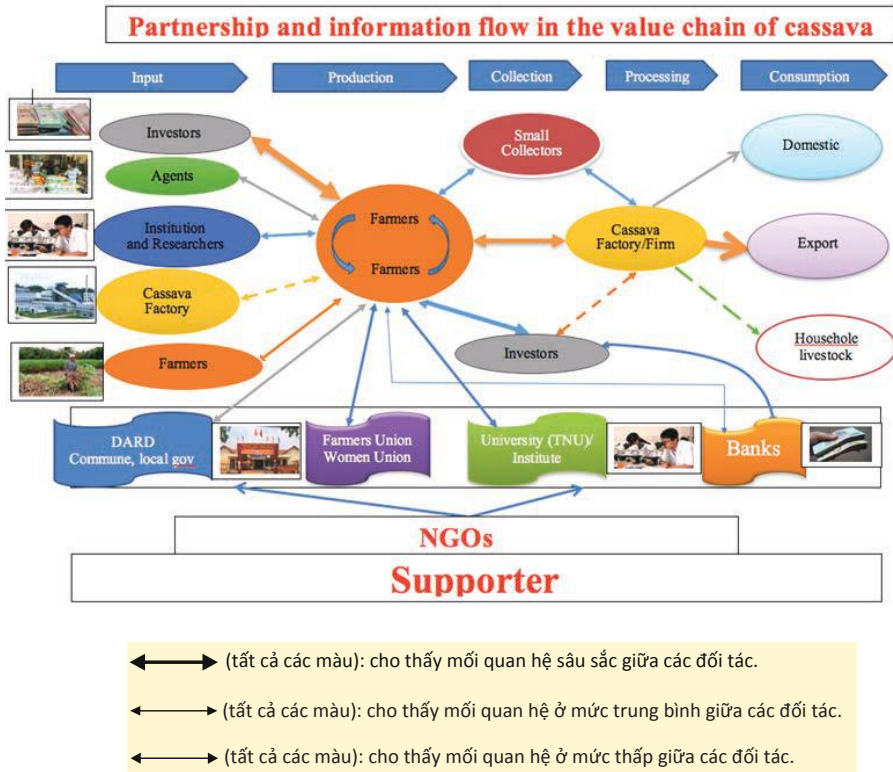 Partnership and information flow in the value chain of cassava
Input
Production
Collection
Processing
Consumption
Investors
Agents
Institution
and Researchers
Cassava
Factory
Farmers
Farmers
Farmers
Small
Collectors
Cassava
Factory/Firm
Investors
Domestic
Export
Househole
livestock
DARD
Commune, local gov
Farmers Union
Women Union
University (TNU)/
Institute
Banks
NGOs
Supporter
(tất cả các màu): cho thấy mối quan hệ sâu sắc giữa các đối tác.
(tất cả các màu): cho thấy mối quan hệ ở mức trung bình giữa các đối tác.
(tất cả các màu): cho thấy mối quan hệ ở mức thấp giữa các đối tác.